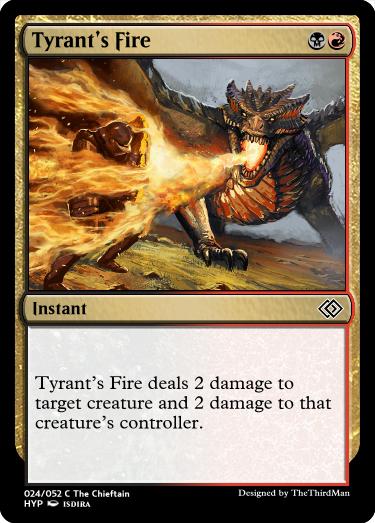 Tyrant's Fire
Instant
Tyrant's Fire deals 2 damage to
target creature and 2 damage to that
creature's controller.
024/052 C The Chieftain
Designed by TheThirdMan
HYP ISDIRA